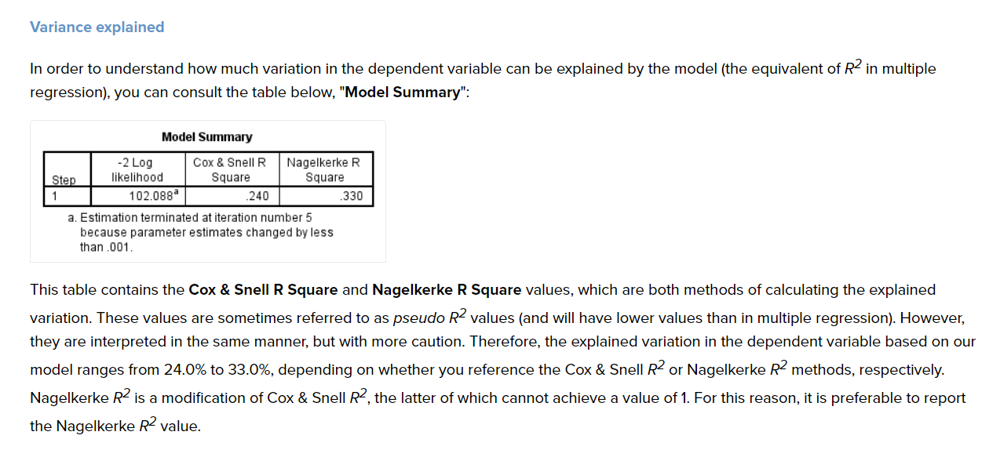 Variance explained
In order to understand how much variation in the dependent variable can be explained by the model (the equivalent of R2 in multiple
regression), you can consult the table below, "Model Summary":
Model Summary
Step	-2 Log likelihood	Cox & Snell R Square	Nagelkerke R Square
1	102.088a	.240	.330
a. Estimation terminated at iteration number 5
because parameter estimates changed by less
than .001.
This table contains the Cox & Snell R Square and Nagelkerke R Square values, which are both methods of calculating the explained
variation. These values are sometimes referred to as pseudo R2 values (and will have lower values than in multiple regression). However,
they are interpreted in the same manner, but with more caution. Therefore, the explained variation in the dependent variable based on our
model ranges from 24.0% to 33.0%, depending on whether you reference the Cox & Snell R2 or Nagelkerke R2 methods, respectively.
Nagelkerke R2 is a modification of Cox & Snell R2, the latter of which cannot achieve a value of 1. For this reason, it is preferable to report
the Nagelkerke R2 value.